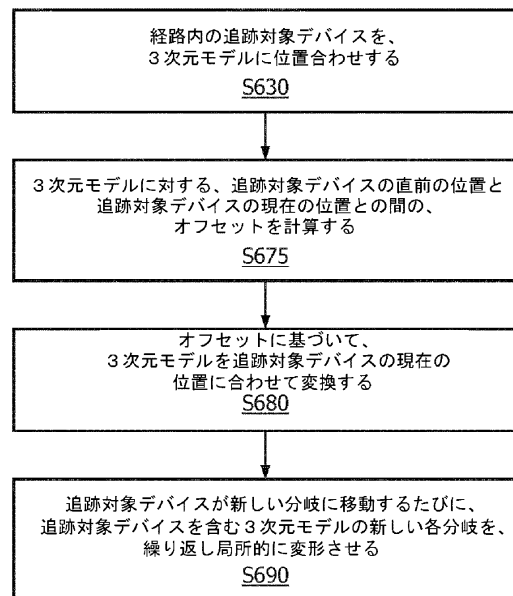 経路内の追跡対象デバイスを、
３次元モデルに位置合わせする
S630
３次元モデルに対する、追跡対象デバイスの直前の位置と
追跡対象デバイスの現在の位置との間の、
オフセットを計算する
S675
オフセットに基づいて、
３次元モデルを追跡対象デバイスの現在の
位置に合わせて変換する
S680
追跡対象デバイスが新しい分岐に移動するたびに、
追跡対象デバイスを含む３次元モデルの新しい各分岐を、
繰り返し局所的に変形させる
S690